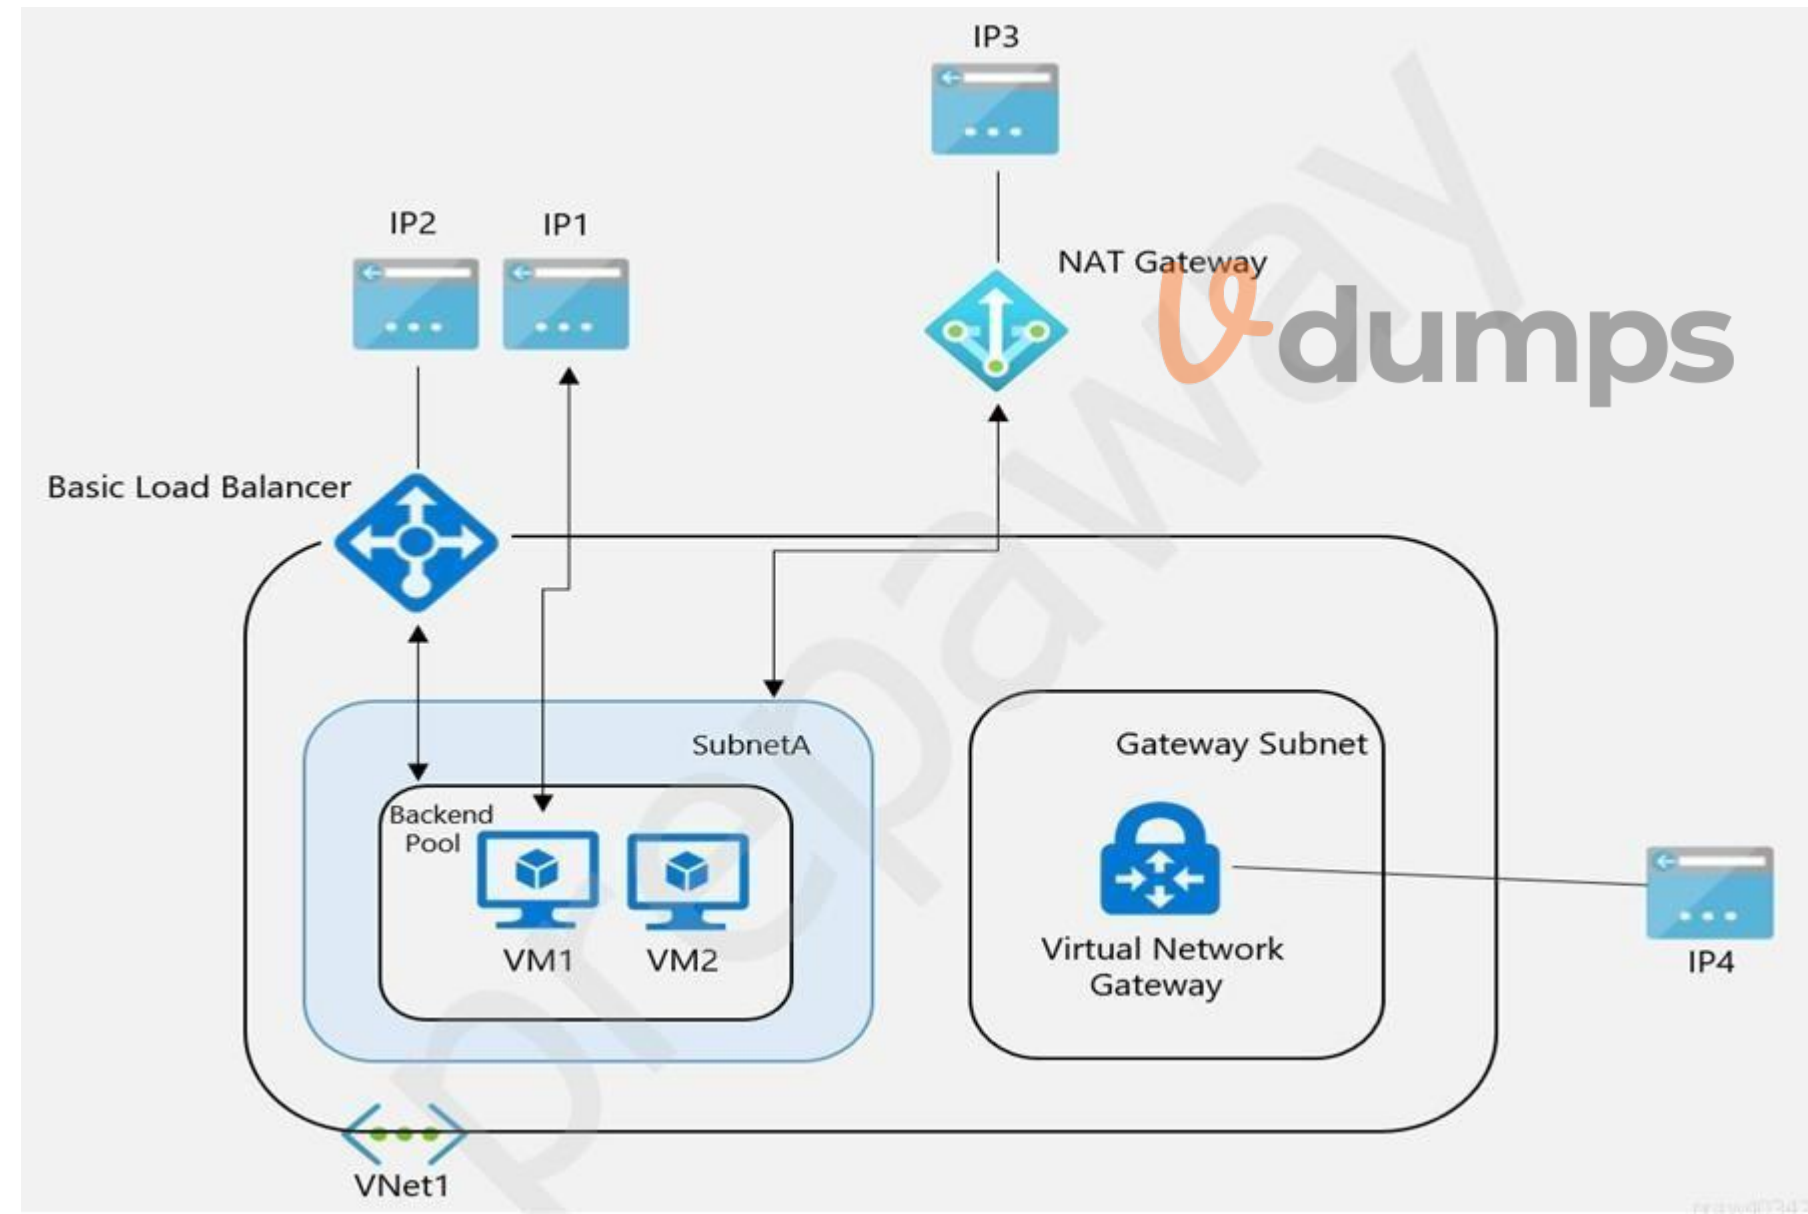 IP3
IP2
IP1
NAT Gateway
dumps
Basic Load Balancer
SubnetA
Gateway Subnet
Backend
Pool
VM1
VM2
Virtual Network
Gateway
IP4
VNet1
prepaway